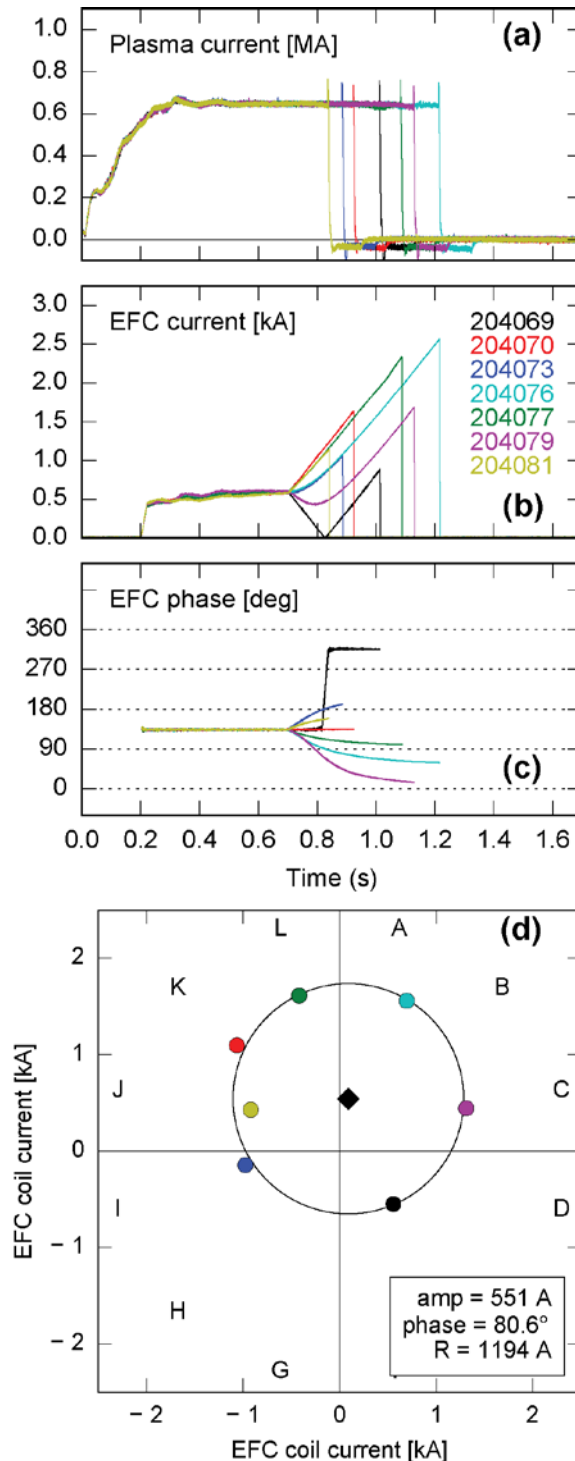 Plasma current [MA]
(a)
1.0
0.8
0.6
0.4
0.2
0.0
EFC current [kA]
3.0
2.5
2.0
1.5
1.0
0.5
0.0
204069
204070
204073
204076
204077
204079
204081
(b)
EFC phase [deg]
360
270
180
90
0
(c)
0.0 0.2 0.4 0.6 0.8 1.0 1.2 1.4 1.6
Time (s)
(d)
L A
K B
J C
I D
H
G
2
1
0
− 1
− 2
EFC coil current [kA]
amp = 551 A
phase = 80.6°
R = 1194 A
− 2 − 1 0 1 2
EFC coil current [kA]